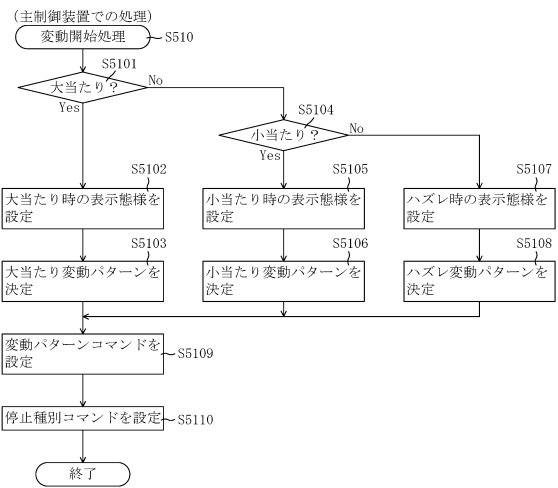 (主制御装置での処理)
変動開始処理
S510
S5101
大当たり?
No
Yes
S5104
小当たり?
No
Yes
S5102
大当たり時の表示態様を
設定
S5105
小当たり時の表示態様を
設定
S5107
ハズレ時の表示態様を
設定
S5103
大当たり変動パターンを
決定
S5106
小当たり変動パターンを
決定
S5108
ハズレ変動パターンを
決定
変動パターンコマンドを
設定
S5109
停止種別コマンドを設定
S5110
終了